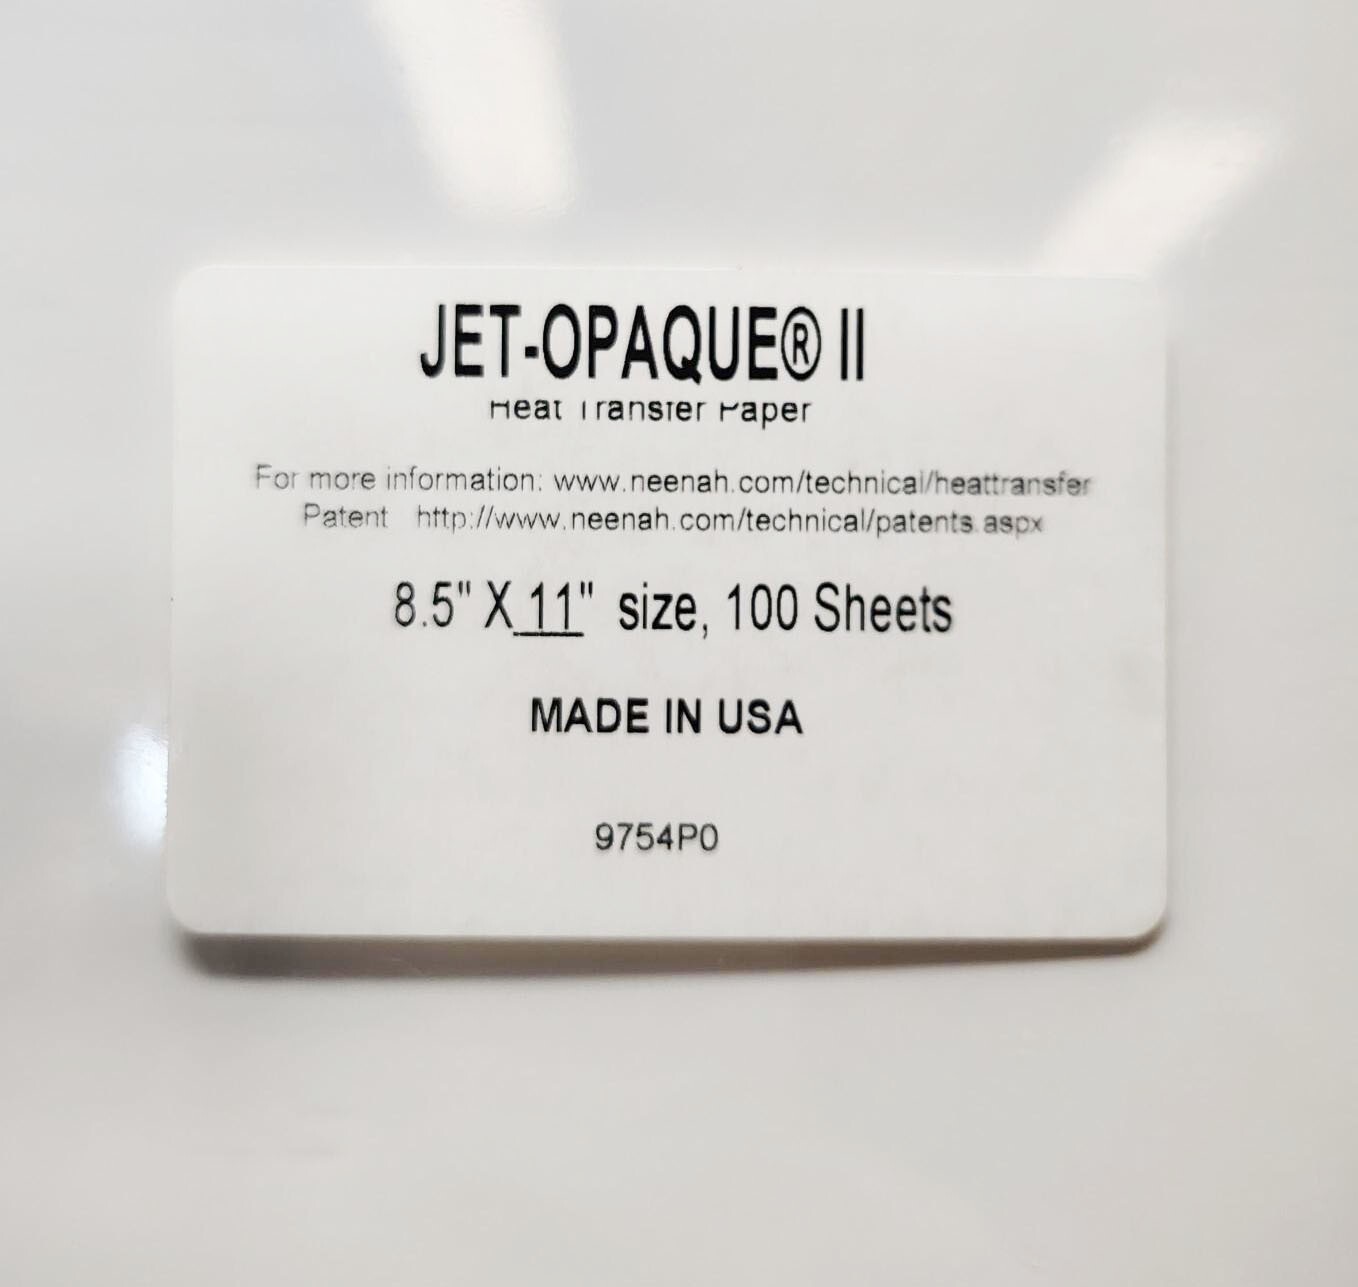 JET-OPAQUE® II
Heat Transfer Paper
For more information: www.neenah.com/technical/heattransfer
Patent http://www.neenah.com/technical/patents.aspx
8.5" X 11" size, 100 Sheets
MADE IN USA
9754P0